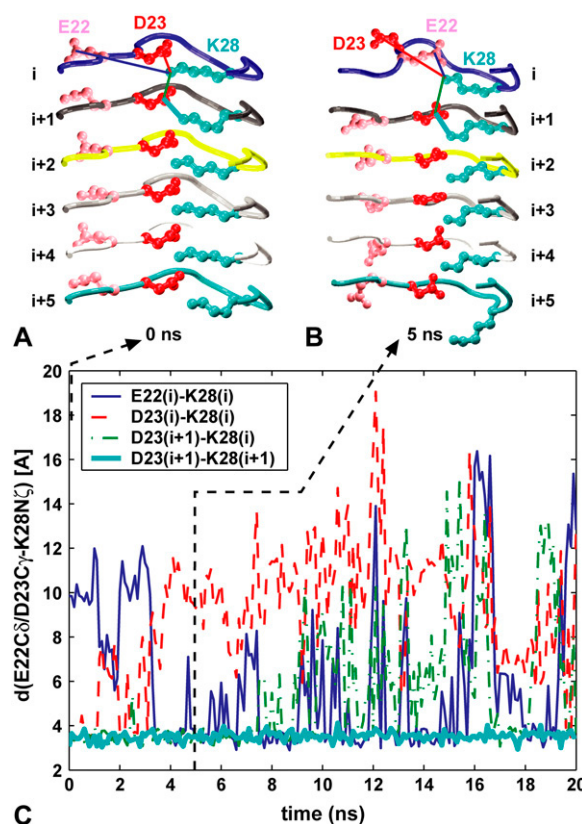 E22
D23
K28
i
i+1
i+2
i+3
i+4
i+5
A
0 ns
D23
E22
K28
i
i+1
i+2
i+3
i+4
i+5
B
5 ns
20
18
16
14
12
10
8
6
4
2
d(E22Cδ/D23Cγ-K28Nζ) [A]
E22(i)-K28(i)
D23(i)-K28(i)
D23(i+1)-K28(i)
D23(i+1)-K28(i+1)
0 2 4 6 8 10 12 14 16 18 20
C
time (ns)